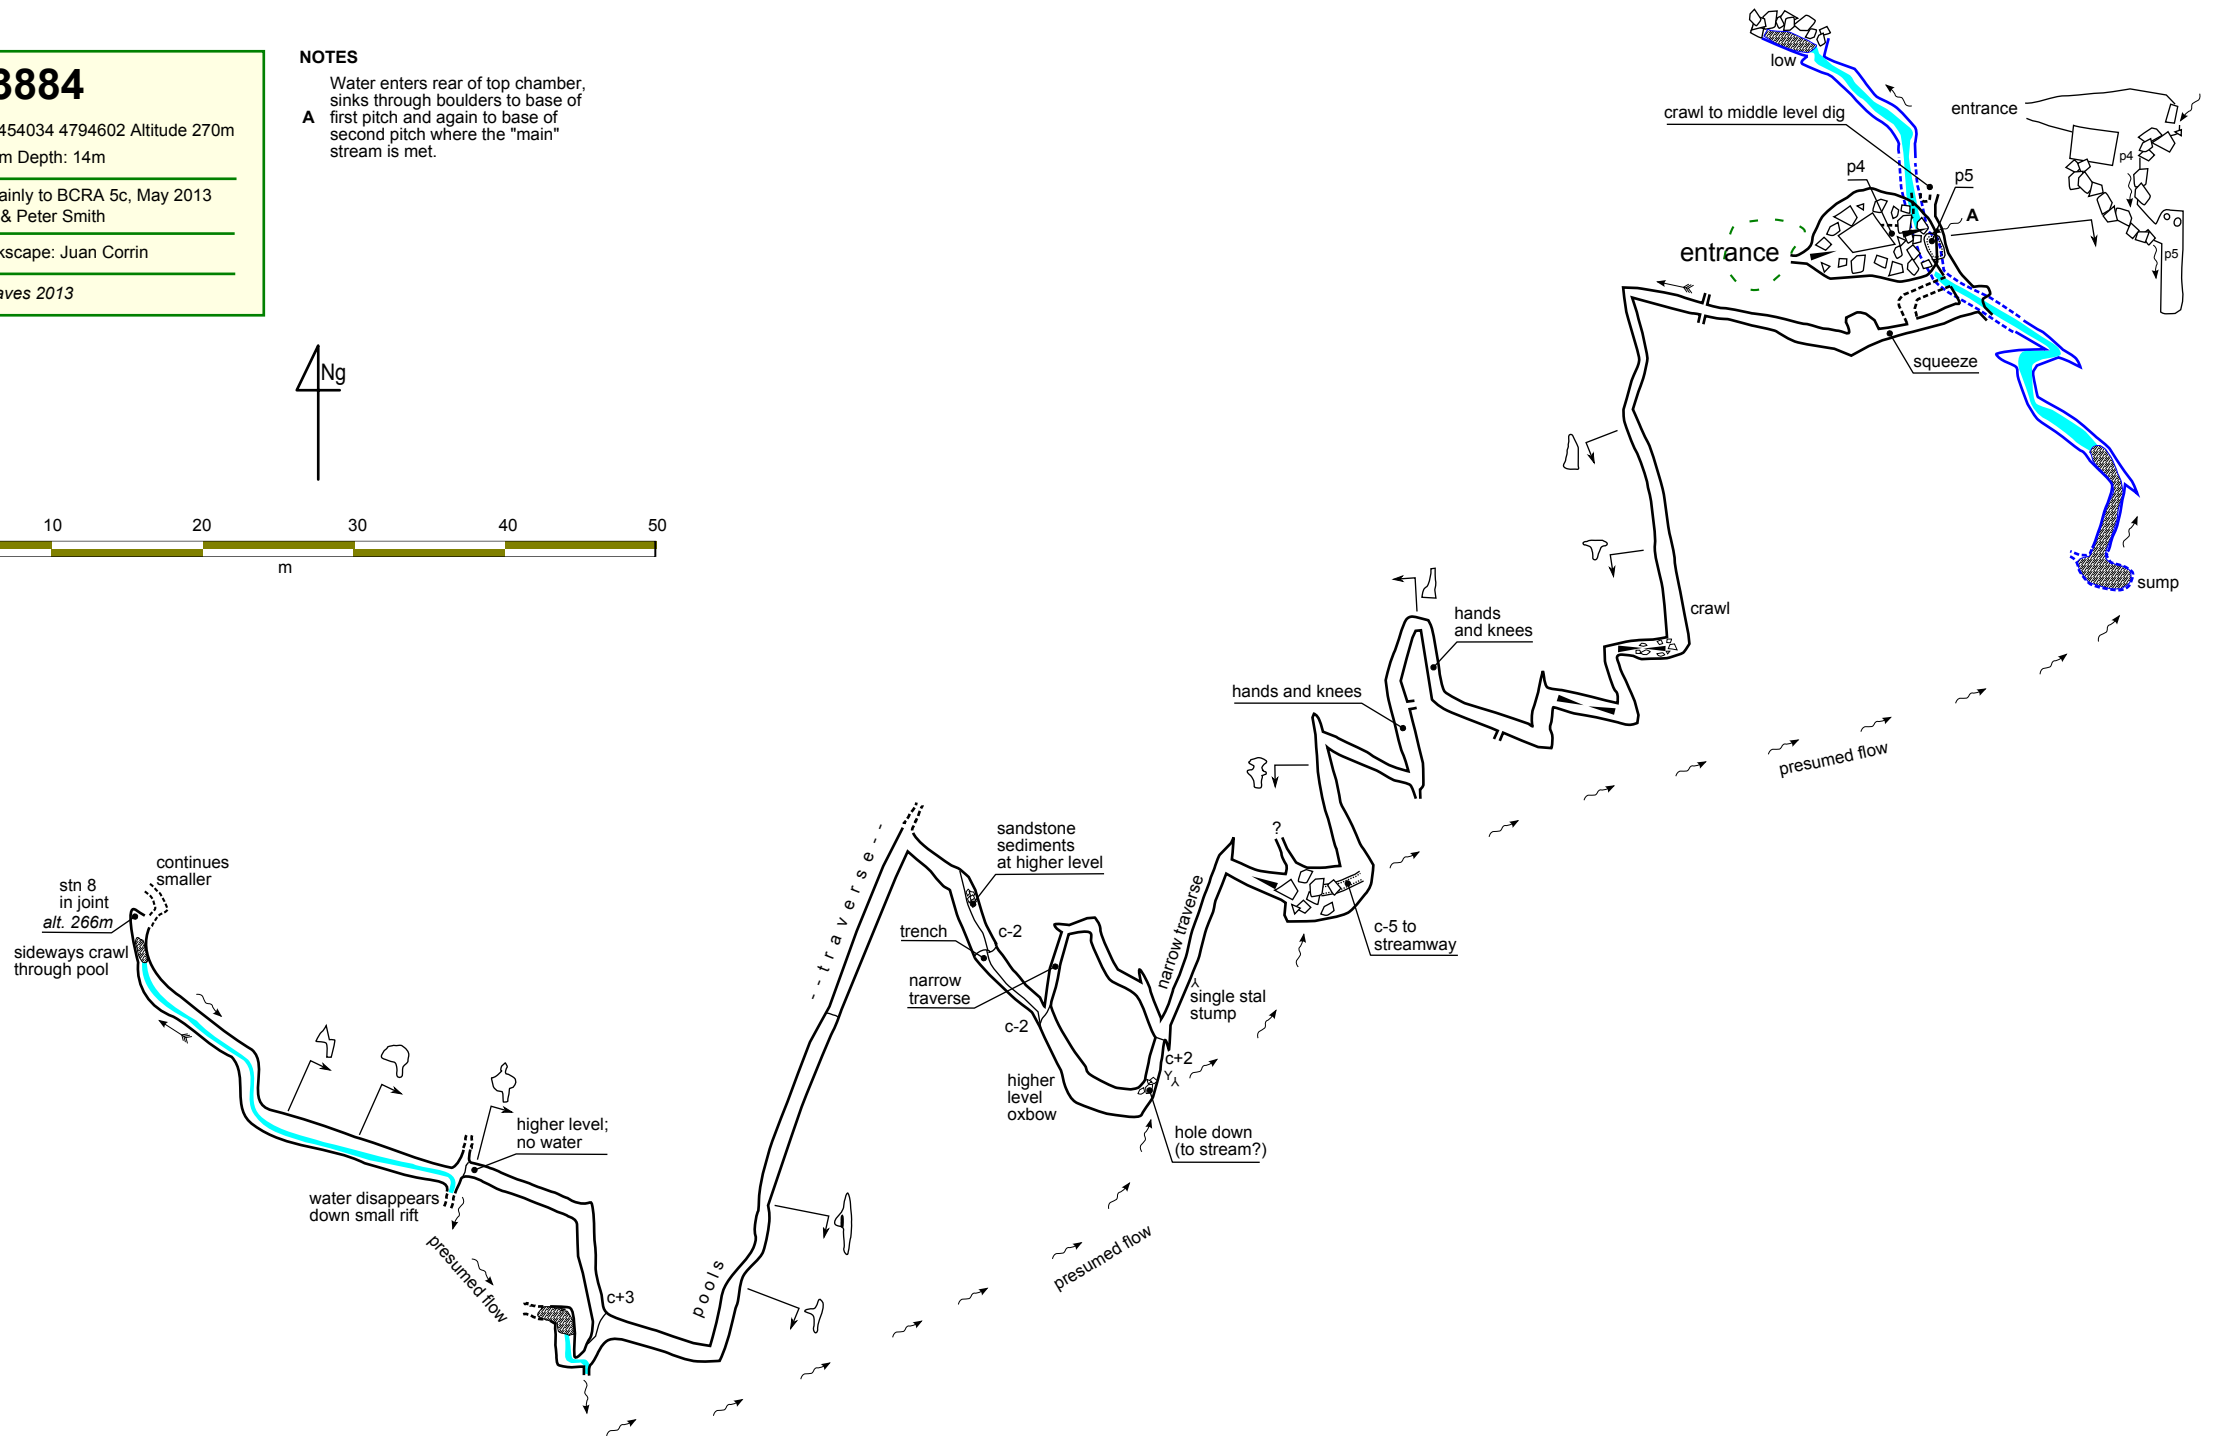 3884
454034 4794602 Altitude 270m
m Depth: 14m
ainly to BCRA 5c, May 2013
& Peter Smith
kscape: Juan Corrin
aves 2013
NOTES
A
Water enters rear of top chamber,
sinks through boulders to base of
first pitch and again to base of
second pitch where the "main"
stream is met.
Ng
10 20 30 40 50
m
low
crawl to middle level dig
p4
p5
A
entrance
entrance
p4
p5
squeeze
sump
crawl
hands
and knees
hands and knees
presumed flow
?
c-5 to
streamway
narrow traverse
single stal
stump
sandstone
sediments
at higher level
c-2
trench
narrow
traverse
c-2
c+2
higher
level
oxbow
hole down
(to stream?)
--traverse--
pools
presumed flow
continues
smaller
stn 8
in joint
alt. 266m
sideways crawl
through pool
higher level;
no water
water disappears
down small rift
presumed flow
c+3